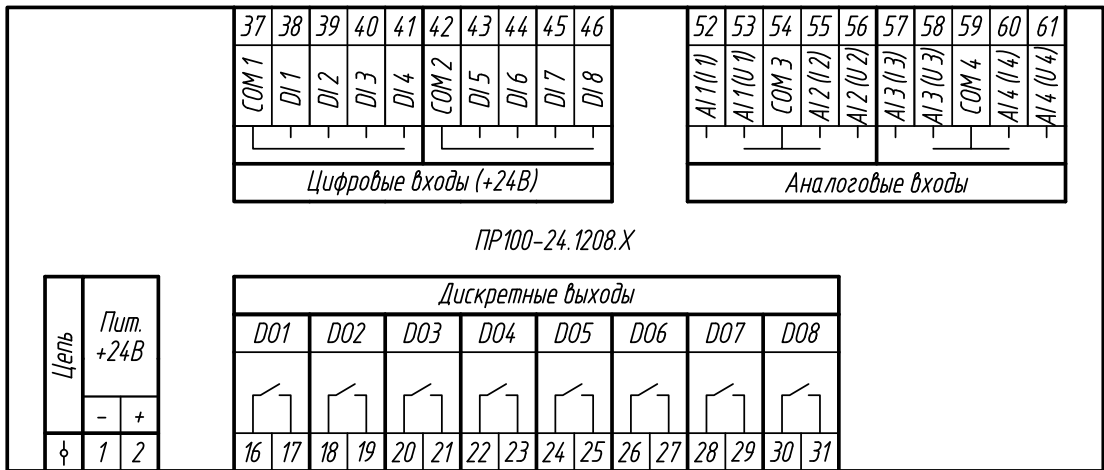 37 38 39 40 41 42 43 44 45 46
COM 1 DI 1 DI 2 DI 3 DI 4 COM 2 DI 5 DI 6 DI 7 DI 8
Цифровые входы (+24В)
52 53 54 55 56 57 58 59 60 61
AI 1 (I 1) AI 1 (U 1) COM 3 AI 2 (I 2) AI 2 (U 2) AI 3 (I 3) AI 3 (U 3) COM 4 AI 4 (I 4) AI 4 (U 4)
Аналоговые входы
ПР100-24.1208.Х
Цепь
Пит.
+24В
- +
1 2
Дискретные выходы
DO1 DO2 DO3 DO4 DO5 DO6 DO7 DO8
16 17 18 19 20 21 22 23 24 25 26 27 28 29 30 31